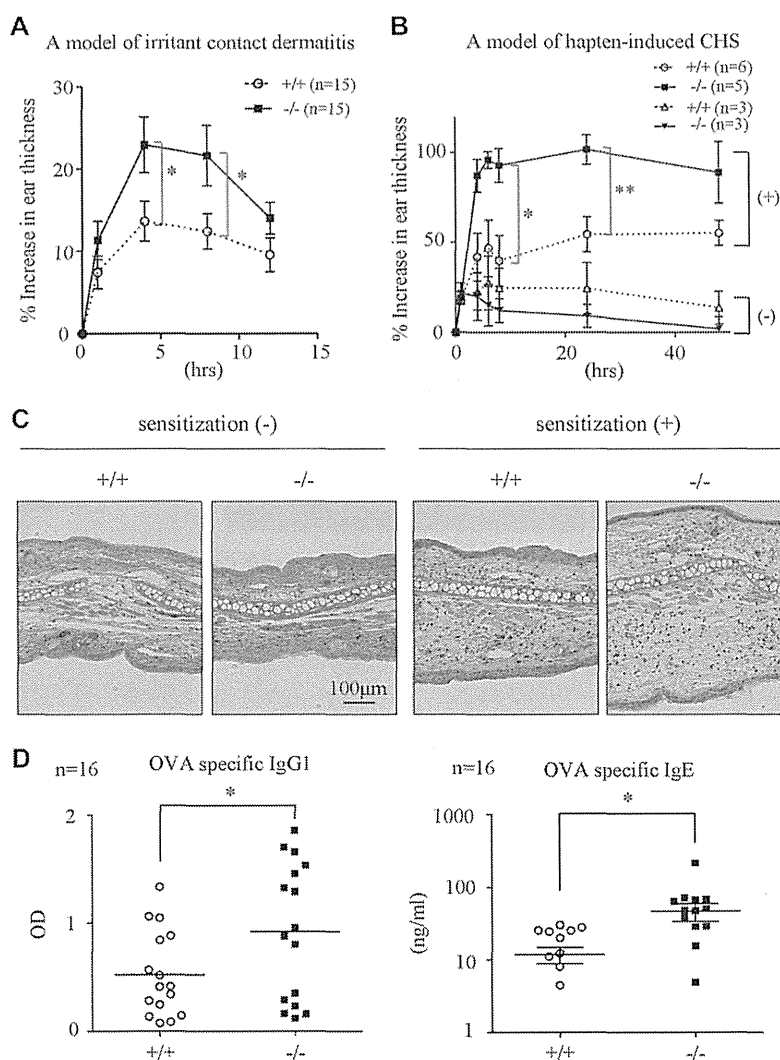 A
A model of irritant contact dermatitis
+/+ (n=15)
-/- (n=15)
% Increase in ear thickness
30
20
10
0
*
*
0
5
10
15
(hrs)
B
A model of hapten-induced CHS
+/+ (n=6)
-/- (n=5)
+/+ (n=3)
-/- (n=3)
% Increase in ear thickness
100
50
0
*
**
(+)
(-)
0
20
40
(hrs)
C
sensitization (-)
sensitization (+)
+/+
-/-
+/+
-/-
100µm
D
n=16
OVA specific IgG1
*
OD
2
1
0
+/+
-/-
n=16
OVA specific IgE
*
(ng/ml)
1000
100
10
1
+/+
-/-